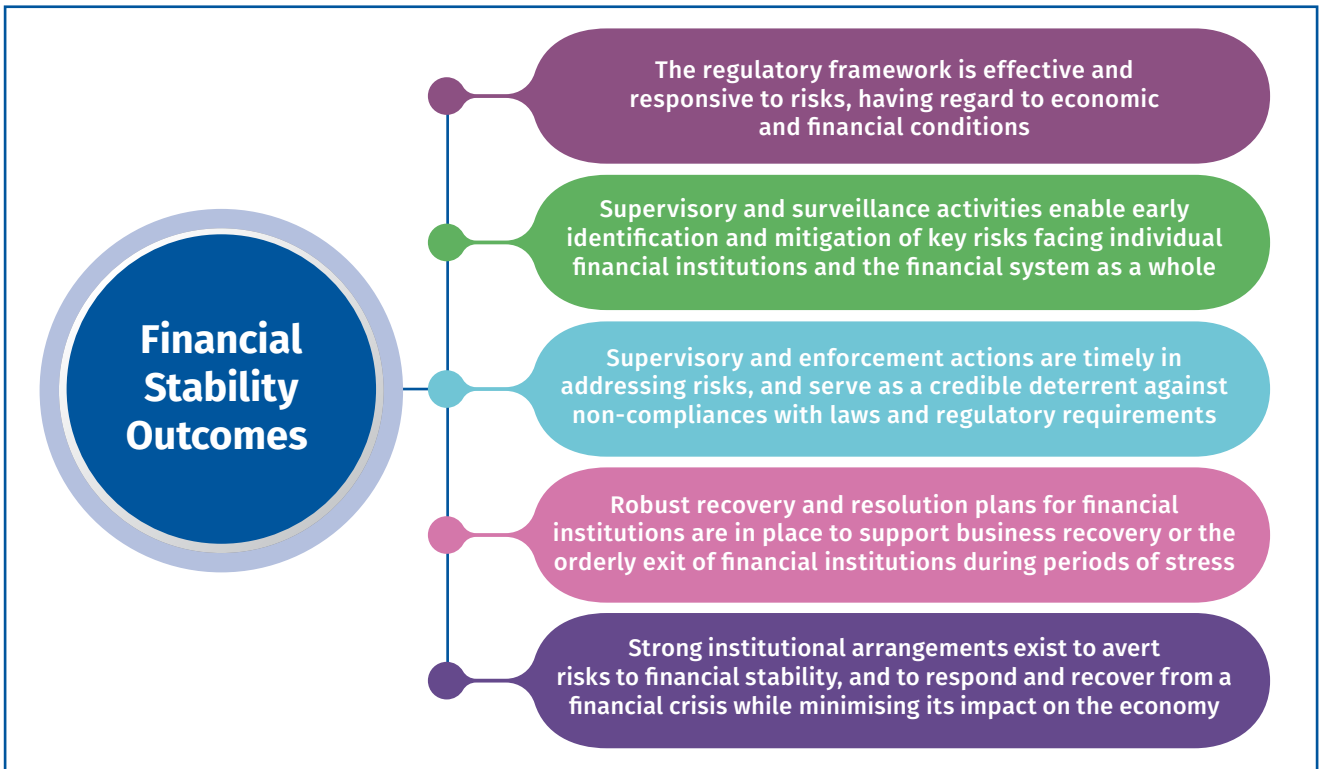 Financial
Stability
Outcomes
The regulatory framework is effective and
responsive to risks, having regard to economic
and financial conditions
Supervisory and surveillance activities enable early
identification and mitigation of key risks facing individual
financial institutions and the financial system as a whole
Supervisory and enforcement actions are timely in
addressing risks, and serve as a credible deterrent against
non-compliances with laws and regulatory requirements
Robust recovery and resolution plans for financial
institutions are in place to support business recovery or the
orderly exit of financial institutions during periods of stress
Strong institutional arrangements exist to avert
risks to financial stability, and to respond and recover from a
financial crisis while minimising its impact on the economy